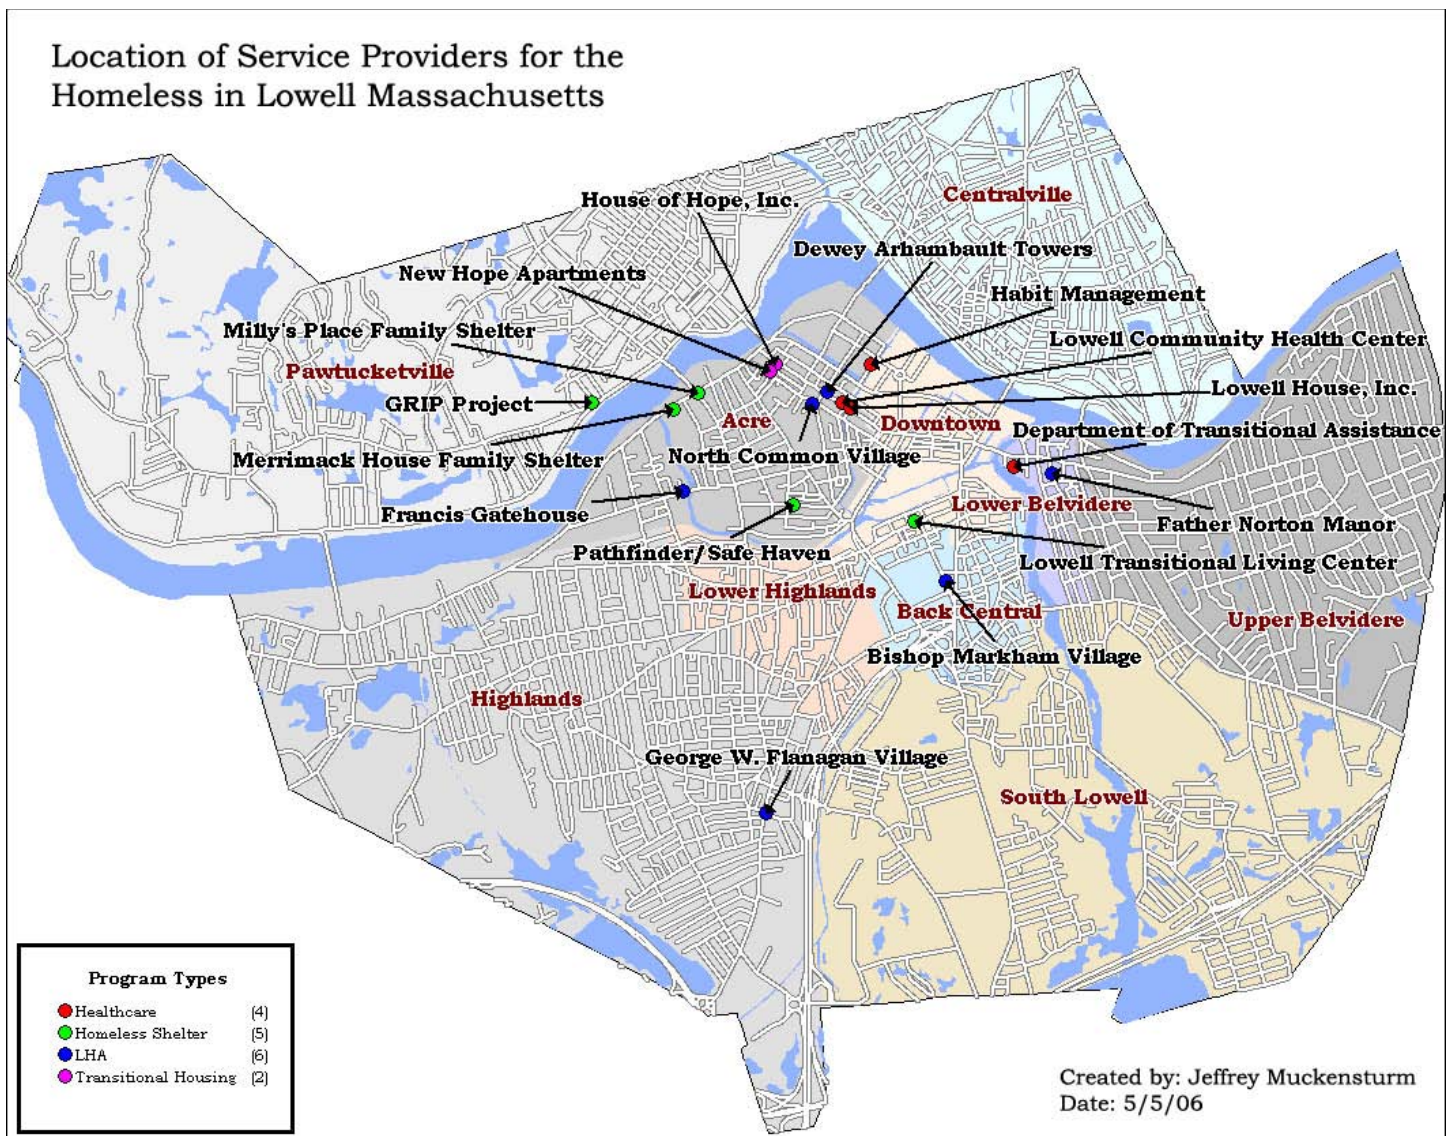 Location of Service Providers for the
Homeless in Lowell Massachusetts
Centralville
House of Hope, Inc.
Dewey Arhambault Towers
New Hope Apartments
Habit Management
Milly's Place Family Shelter
Lowell Community Health Center
Pawtucketville
Lowell House, Inc.
GRIP Project
Acre
Downtown
Department of Transitional Assistance
Merrimack House Family Shelter
North Common Village
Lower Belvidere
Francis Gatehouse
Father Norton Manor
Pathfinder/Safe Haven
Lowell Transitional Living Center
Lower Highlands
Back Central
Upper Belvidere
Bishop Markham Village
Highlands
George W. Flanagan Village
South Lowell
Program Types
Healthcare (4)
Homeless Shelter (5)
LHA (6)
Transitional Housing (2)
Created by: Jeffrey Muckensturm
Date: 5/5/06